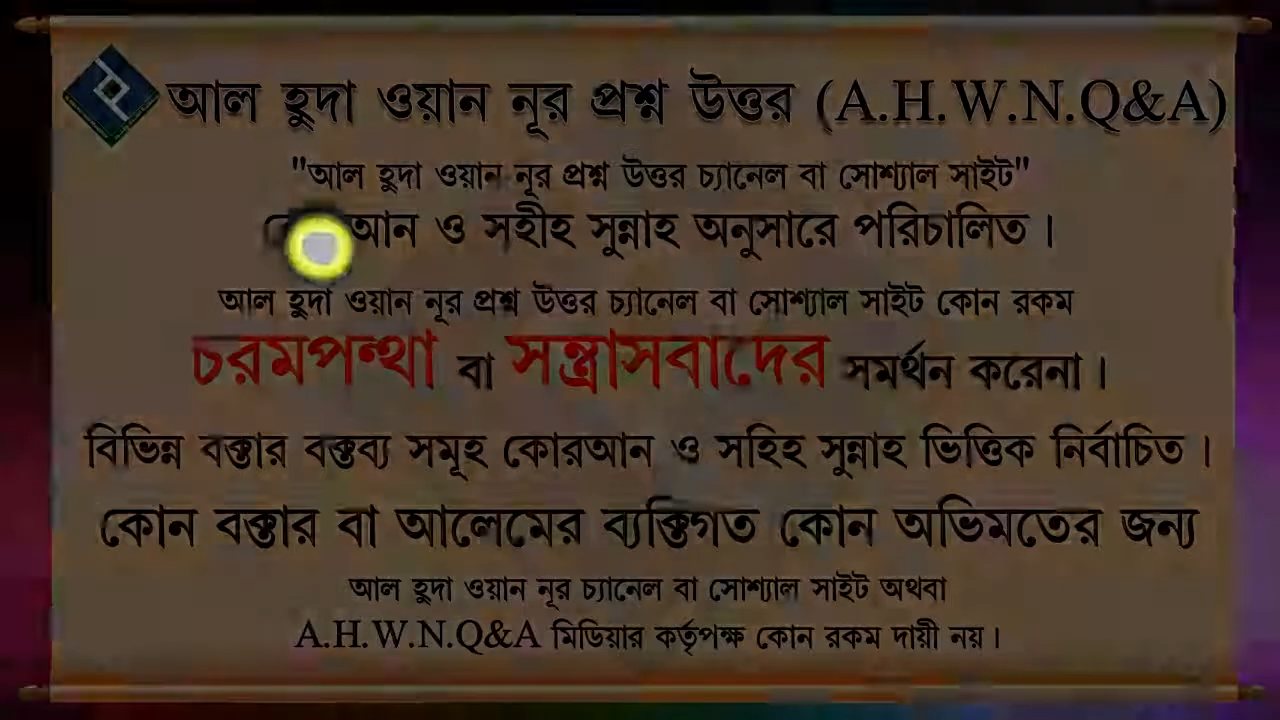 আল হুদা ওয়ান নূর প্রশ্ন উত্তর (A.H.W.N.Q&A)
"আল হুদা ওয়ান নূর প্রশ্ন উত্তর চ্যানেল বা সোশ্যাল সাইট"
ও সহীহ সুন্নাহ অনুসারে পরিচালিত ।
আল হুদা ওয়ান নূর প্রশ্ন উত্তর চ্যানেল বা সোশ্যাল সাইট কোন রকম
চরমপন্থা বা সন্ত্রাসবাদের সমর্থন করেনা ।
বিভিন্ন বক্তার বক্তব্য সমূহ কোরআন ও সহিহ সুন্নাহ ভিত্তিক নির্বাচিত ।
কোন বক্তার বা আলেমের ব্যক্তিগত কোন অভিমতের জন্য
আল হুদা ওয়ান নূর চ্যানেল বা সোশ্যাল সাইট অথবা
A.H.W.N.Q&A মিডিয়ার কর্তৃপক্ষ কোন রকম দায়ী নয় ।